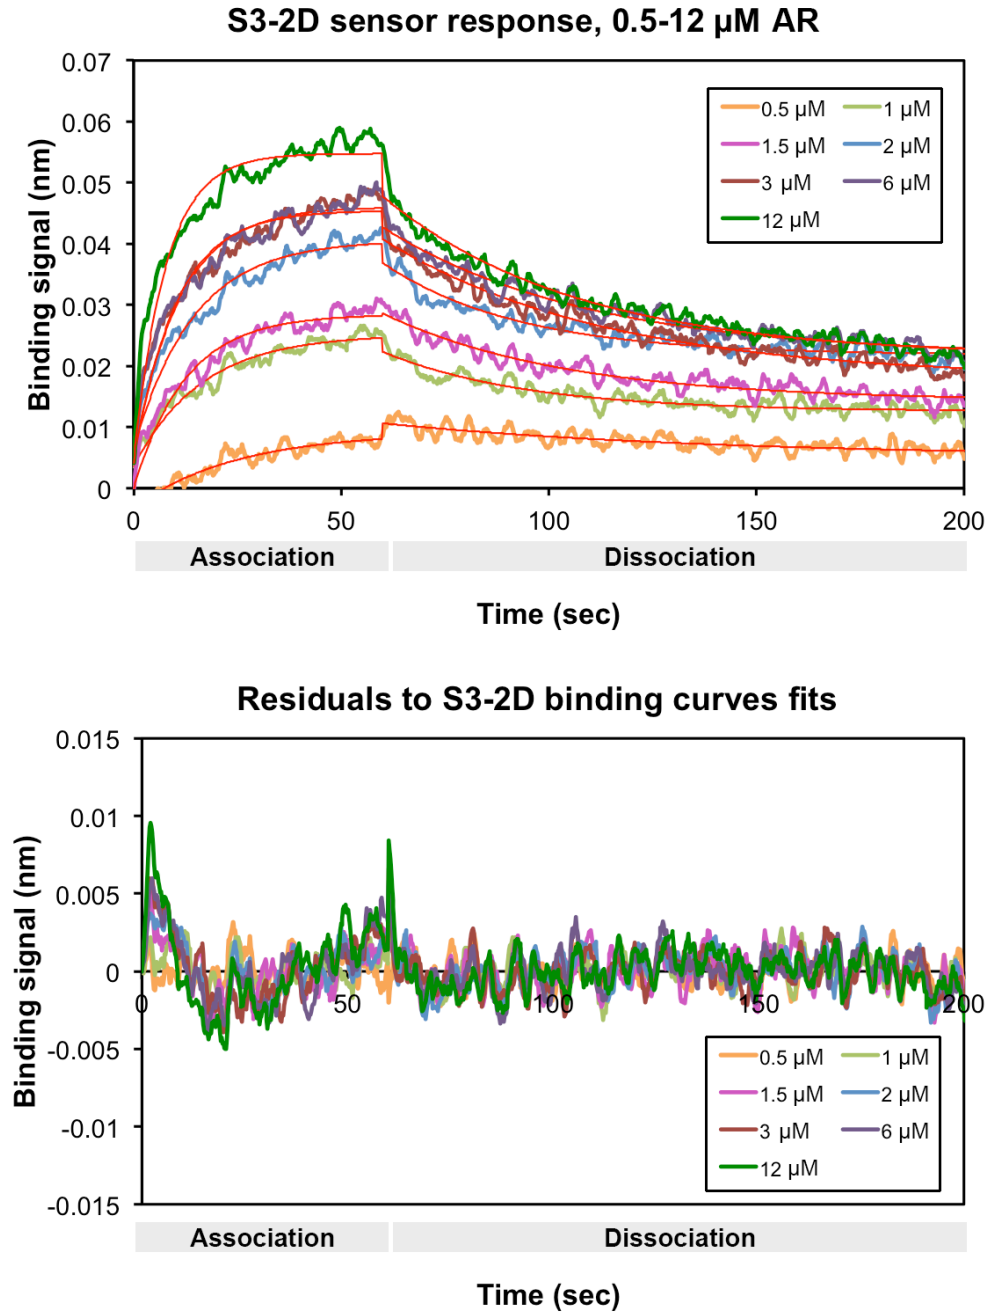 S3-2D sensor response, 0.5-12 µM AR
Binding signal (nm)
0.07
0.06
0.05
0.04
0.03
0.02
0.01
0
0.5 µM 1 µM
1.5 µM 2 µM
3 µM 6 µM
12 µM
0 50 100 150 200
Association Dissociation
Time (sec)
Residuals to S3-2D binding curves fits
Binding signal (nm)
0.015
0.01
0.005
0
-0.005
-0.01
-0.015
0 50 100 150 200
0.5 µM 1 µM
1.5 µM 2 µM
3 µM 6 µM
12 µM
Association Dissociation
Time (sec)